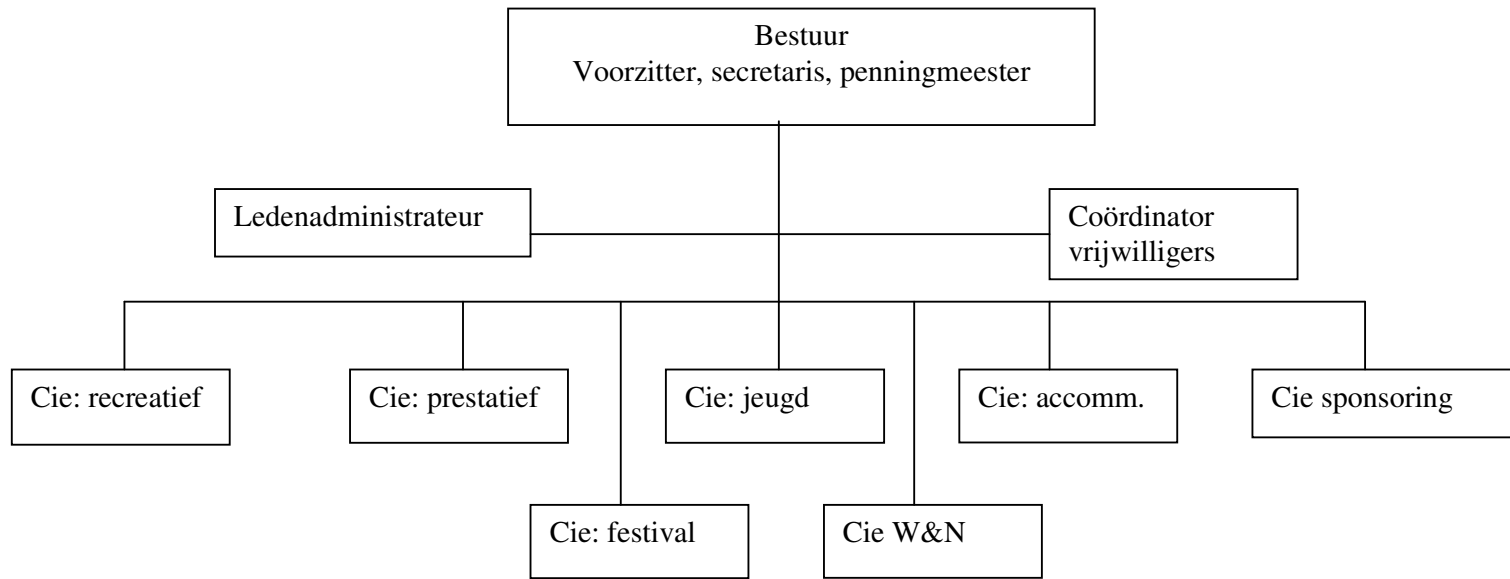 Bestuur
Voorzitter, secretaris, penningmeester
Ledenadministrateur
Coördinator
vrijwilligers
Cie: recreatief
Cie: prestatief
Cie: jeugd
Cie: accomm.
Cie sponsoring
Cie: festival
Cie W&N